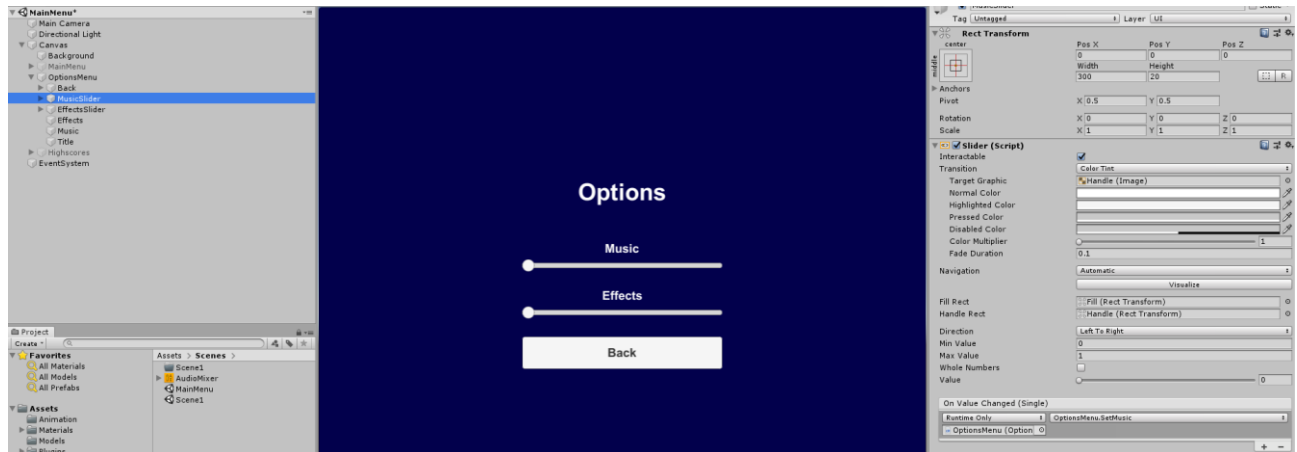 MainMenu*
Main Camera
Directional Light
Canvas
Background
MainMenu
OptionsMenu
Back
MusicSlider
EffectsSlider
Effects
Music
Title
Highscores
EventSystem
Project
Create
Favorites
All Materials
All Models
All Prefabs
Assets
Animation
Materials
Models
Plugins
Assets > Scenes >
Scene1
AudioMixer
MainMenu
Scene1
Options
Music
Effects
Back
MusicSlider
Static
Tag Untagged Layer UI
Rect Transform
center
middle
Pos X Pos Y Pos Z
0 0 0
Width Height
300 20
R
Anchors
Pivot X 0.5 Y 0.5
Rotation X 0 Y 0 Z 0
Scale X 1 Y 1 Z 1
Slider (Script)
Interactable
Transition Color Tint
Target Graphic Handle (Image)
Normal Color
Highlighted Color
Pressed Color
Disabled Color
Color Multiplier 1
Fade Duration 0.1
Navigation Automatic
Visualize
Fill Rect Fill (Rect Transform)
Handle Rect Handle (Rect Transform)
Direction Left To Right
Min Value 0
Max Value 1
Whole Numbers
Value 0
On Value Changed (Single)
Runtime Only OptionsMenu.SetMusic
OptionsMenu (Option
+ −